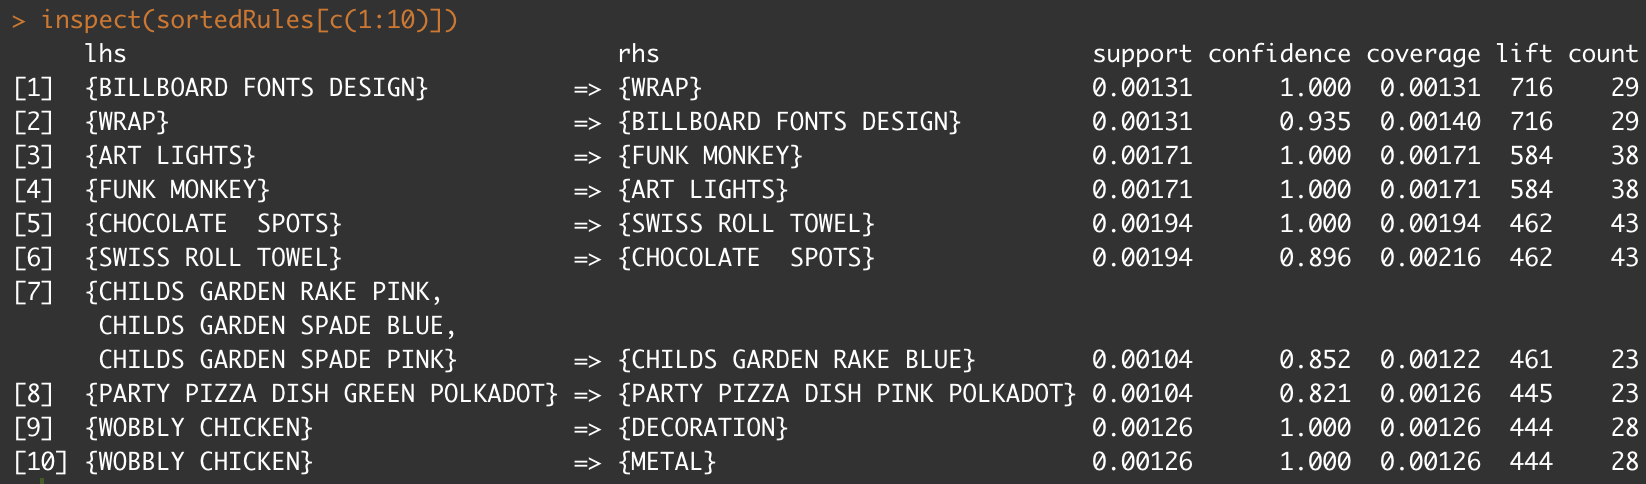 > inspect(sortedRules[c(1:10)])
     lhs                                  rhs                                support confidence coverage lift count
[1]  {BILLBOARD FONTS DESIGN}          => {WRAP}                             0.00131      1.000  0.00131  716    29
[2]  {WRAP}                            => {BILLBOARD FONTS DESIGN}           0.00131      0.935  0.00140  716    29
[3]  {ART LIGHTS}                      => {FUNK MONKEY}                      0.00171      1.000  0.00171  584    38
[4]  {FUNK MONKEY}                     => {ART LIGHTS}                       0.00171      1.000  0.00171  584    38
[5]  {CHOCOLATE  SPOTS}                => {SWISS ROLL TOWEL}                 0.00194      1.000  0.00194  462    43
[6]  {SWISS ROLL TOWEL}                => {CHOCOLATE  SPOTS}                 0.00194      0.896  0.00216  462    43
[7]  {CHILDS GARDEN RAKE PINK,
      CHILDS GARDEN SPADE BLUE,
      CHILDS GARDEN SPADE PINK}        => {CHILDS GARDEN RAKE BLUE}          0.00104      0.852  0.00122  461    23
[8]  {PARTY PIZZA DISH GREEN POLKADOT} => {PARTY PIZZA DISH PINK POLKADOT}   0.00104      0.821  0.00126  445    23
[9]  {WOBBLY CHICKEN}                  => {DECORATION}                       0.00126      1.000  0.00126  444    28
[10] {WOBBLY CHICKEN}                  => {METAL}                            0.00126      1.000  0.00126  444    28